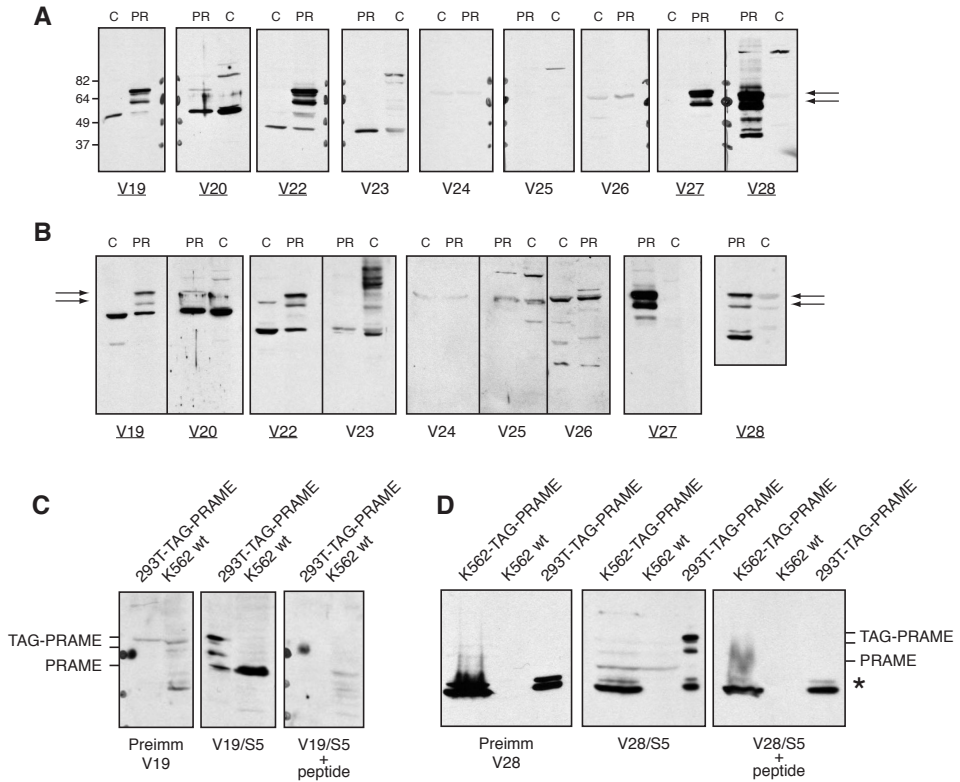 A
C PR PR C C PR PR C C PR PR C C PR C PR PR C
82
64
49
37
V19 V20 V22 V23 V24 V25 V26 V27 V28
B
C PR PR C C PR PR C C PR PR C C PR PR C PR C
V19 V20 V22 V23 V24 V25 V26 V27 V28
C
293T-TAG-PRAME
K562 wt
293T-TAG-PRAME
K562 wt
293T-TAG-PRAME
K562 wt
TAG-PRAME
PRAME
Preimm
V19
V19/S5
V19/S5
+
peptide
D
K562-TAG-PRAME
K562 wt
293T-TAG-PRAME
K562-TAG-PRAME
K562 wt
293T-TAG-PRAME
K562-TAG-PRAME
K562 wt
293T-TAG-PRAME
TAG-PRAME
PRAME
*
Preimm
V28
V28/S5
V28/S5
+
peptide